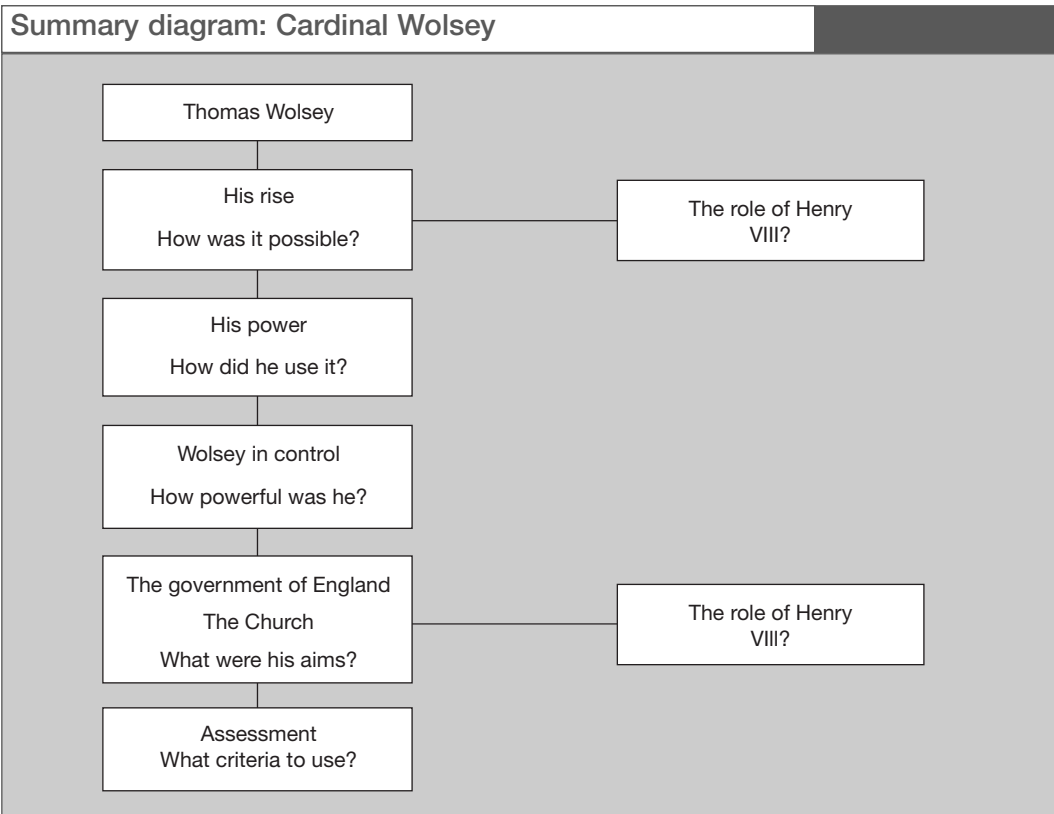 Summary diagram: Cardinal Wolsey
Thomas Wolsey
His rise
How was it possible?
The role of Henry
VIII?
His power
How did he use it?
Wolsey in control
How powerful was he?
The government of England
The Church
What were his aims?
The role of Henry
VIII?
Assessment
What criteria to use?